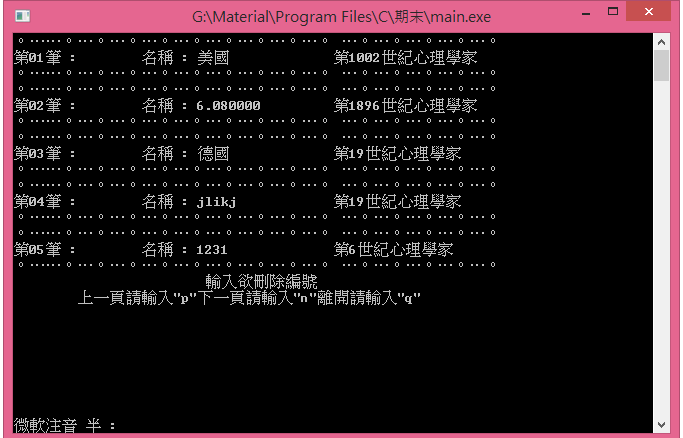 G:\Material\Program Files\C\期末\main.exe
第01筆 : 名稱 : 美國 第1002世紀心理學家
第02筆 : 名稱 : 6.080000 第1896世紀心理學家
第03筆 : 名稱 : 德國 第19世紀心理學家
第04筆 : 名稱 : jlikj 第19世紀心理學家
第05筆 : 名稱 : 1231 第6世紀心理學家
輸入欲刪除編號
上一頁請輸入"p"下一頁請輸入"n"離開請輸入"q"
微軟注音 半 :